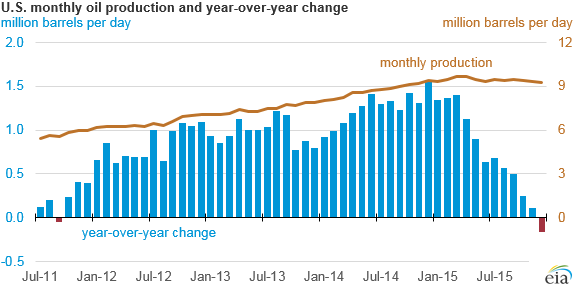 U.S. monthly oil production and year-over-year change
million barrels per day million barrels per day
2.0 12
monthly production
1.5 9
1.0 6
0.5 3
0.0 0
year-over-year change
-0.5
Jul-11 Jan-12 Jul-12 Jan-13 Jul-13 Jan-14 Jul-14 Jan-15 Jul-15
eia